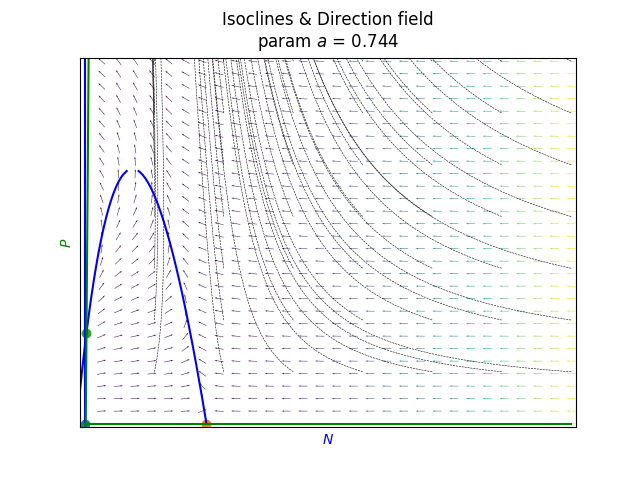 Isoclines & Direction field
param a = 0.744
P
N